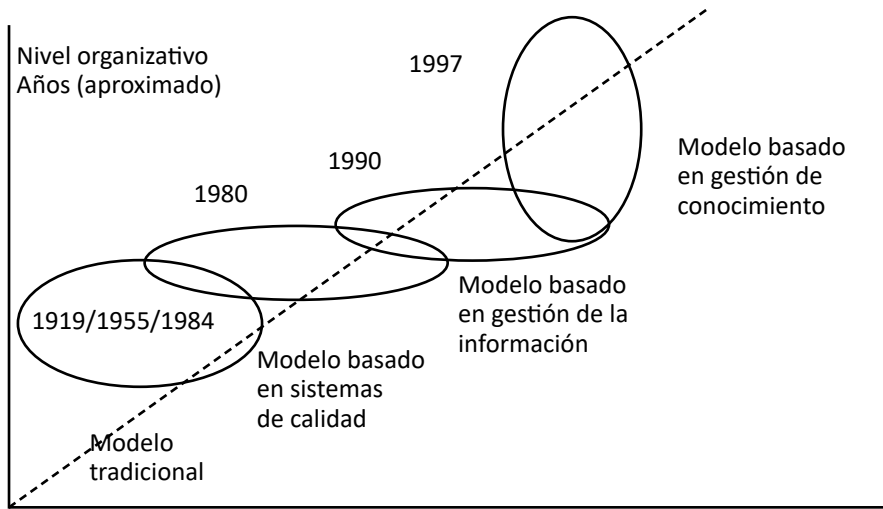 Nivel organizativo
Años (aproximado)
1997
1990
1980
1919/1955/1984
Modelo
tradicional
Modelo basado
en sistemas
de calidad
Modelo basado
en gestión de la
información
Modelo basado
en gestión de
conocimiento